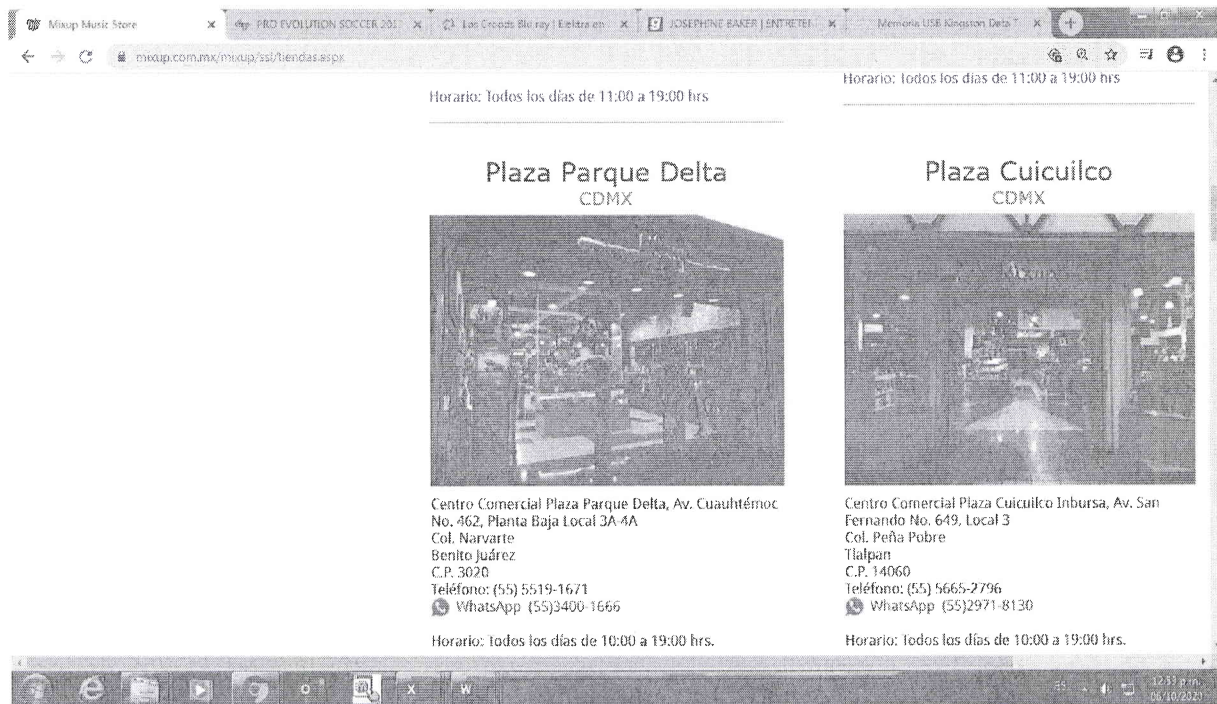 Mixup Music Store
PRO EVOLUTION SOCCER 201
Los Croods Blu-ray | Elektra en
JOSEPHINE BAKER | ENTRETEI
Memoria USB Kingston Data T
mixup.com.mx/mixup/ssl/tiendas.aspx
Horario: Todos los días de 11:00 a 19:00 hrs
Plaza Parque Delta
CDMX
Centro Comercial Plaza Parque Delta, Av. Cuauhtémoc
No. 462, Planta Baja Local 3A-4A
Col. Narvarte
Benito Juárez
C.P. 3020
Teléfono: (55) 5519-1671
WhatsApp (55)3400-1666
Horario: Todos los días de 10:00 a 19:00 hrs.
Horario: Todos los días de 11:00 a 19:00 hrs
Plaza Cuicuilco
CDMX
Centro Comercial Plaza Cuicuilco Inbursa, Av. San
Fernando No. 649, Local 3
Col. Peña Pobre
Tlalpan
C.P. 14060
Teléfono: (55) 5665-2796
WhatsApp (55)2971-8130
Horario: Todos los días de 10:00 a 19:00 hrs.
ES
12:53 p.m.
06/10/2020